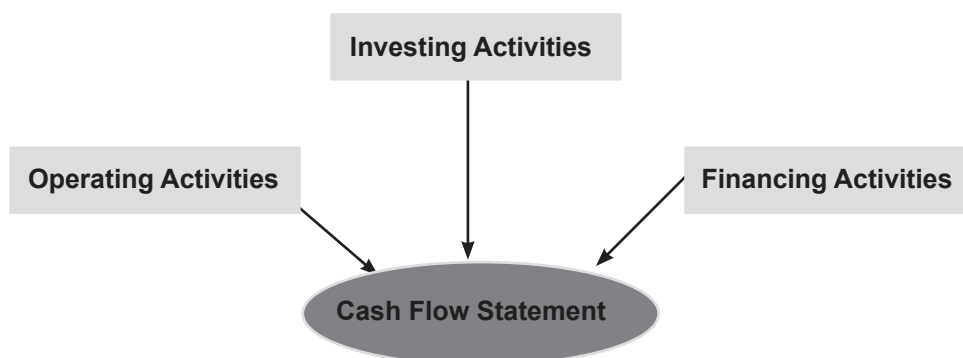 Investing Activities
Operating Activities
Financing Activities
Cash Flow Statement